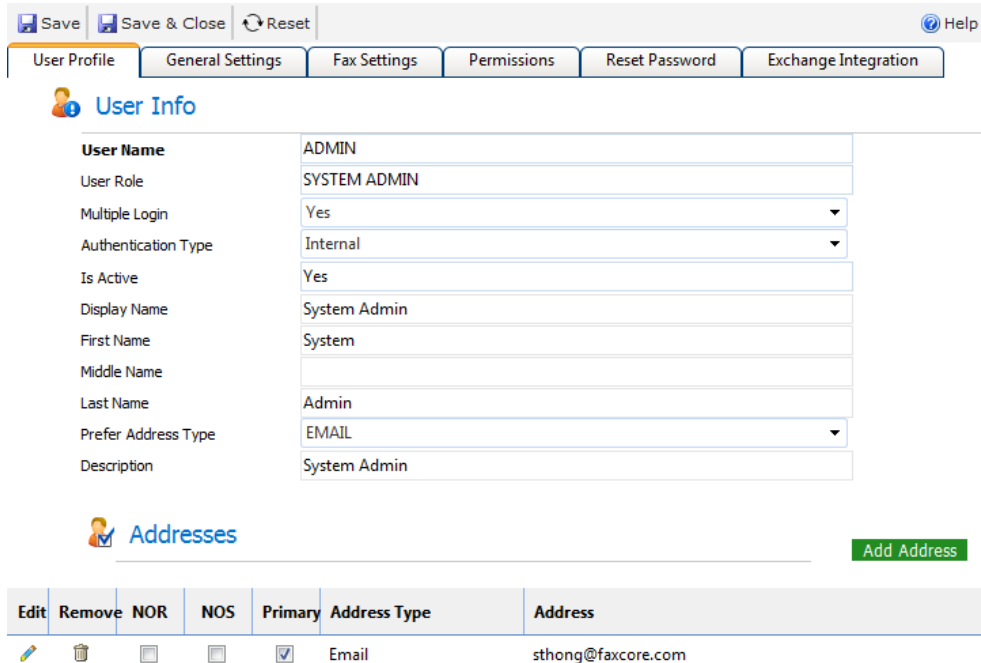 Save Save & Close Reset Help
User Profile General Settings Fax Settings Permissions Reset Password Exchange Integration
User Info
User Name ADMIN
User Role SYSTEM ADMIN
Multiple Login Yes
Authentication Type Internal
Is Active Yes
Display Name System Admin
First Name System
Middle Name
Last Name Admin
Prefer Address Type EMAIL
Description System Admin
Addresses
Add Address
Edit Remove NOR NOS Primary Address Type Address
Email sthong@faxcore.com